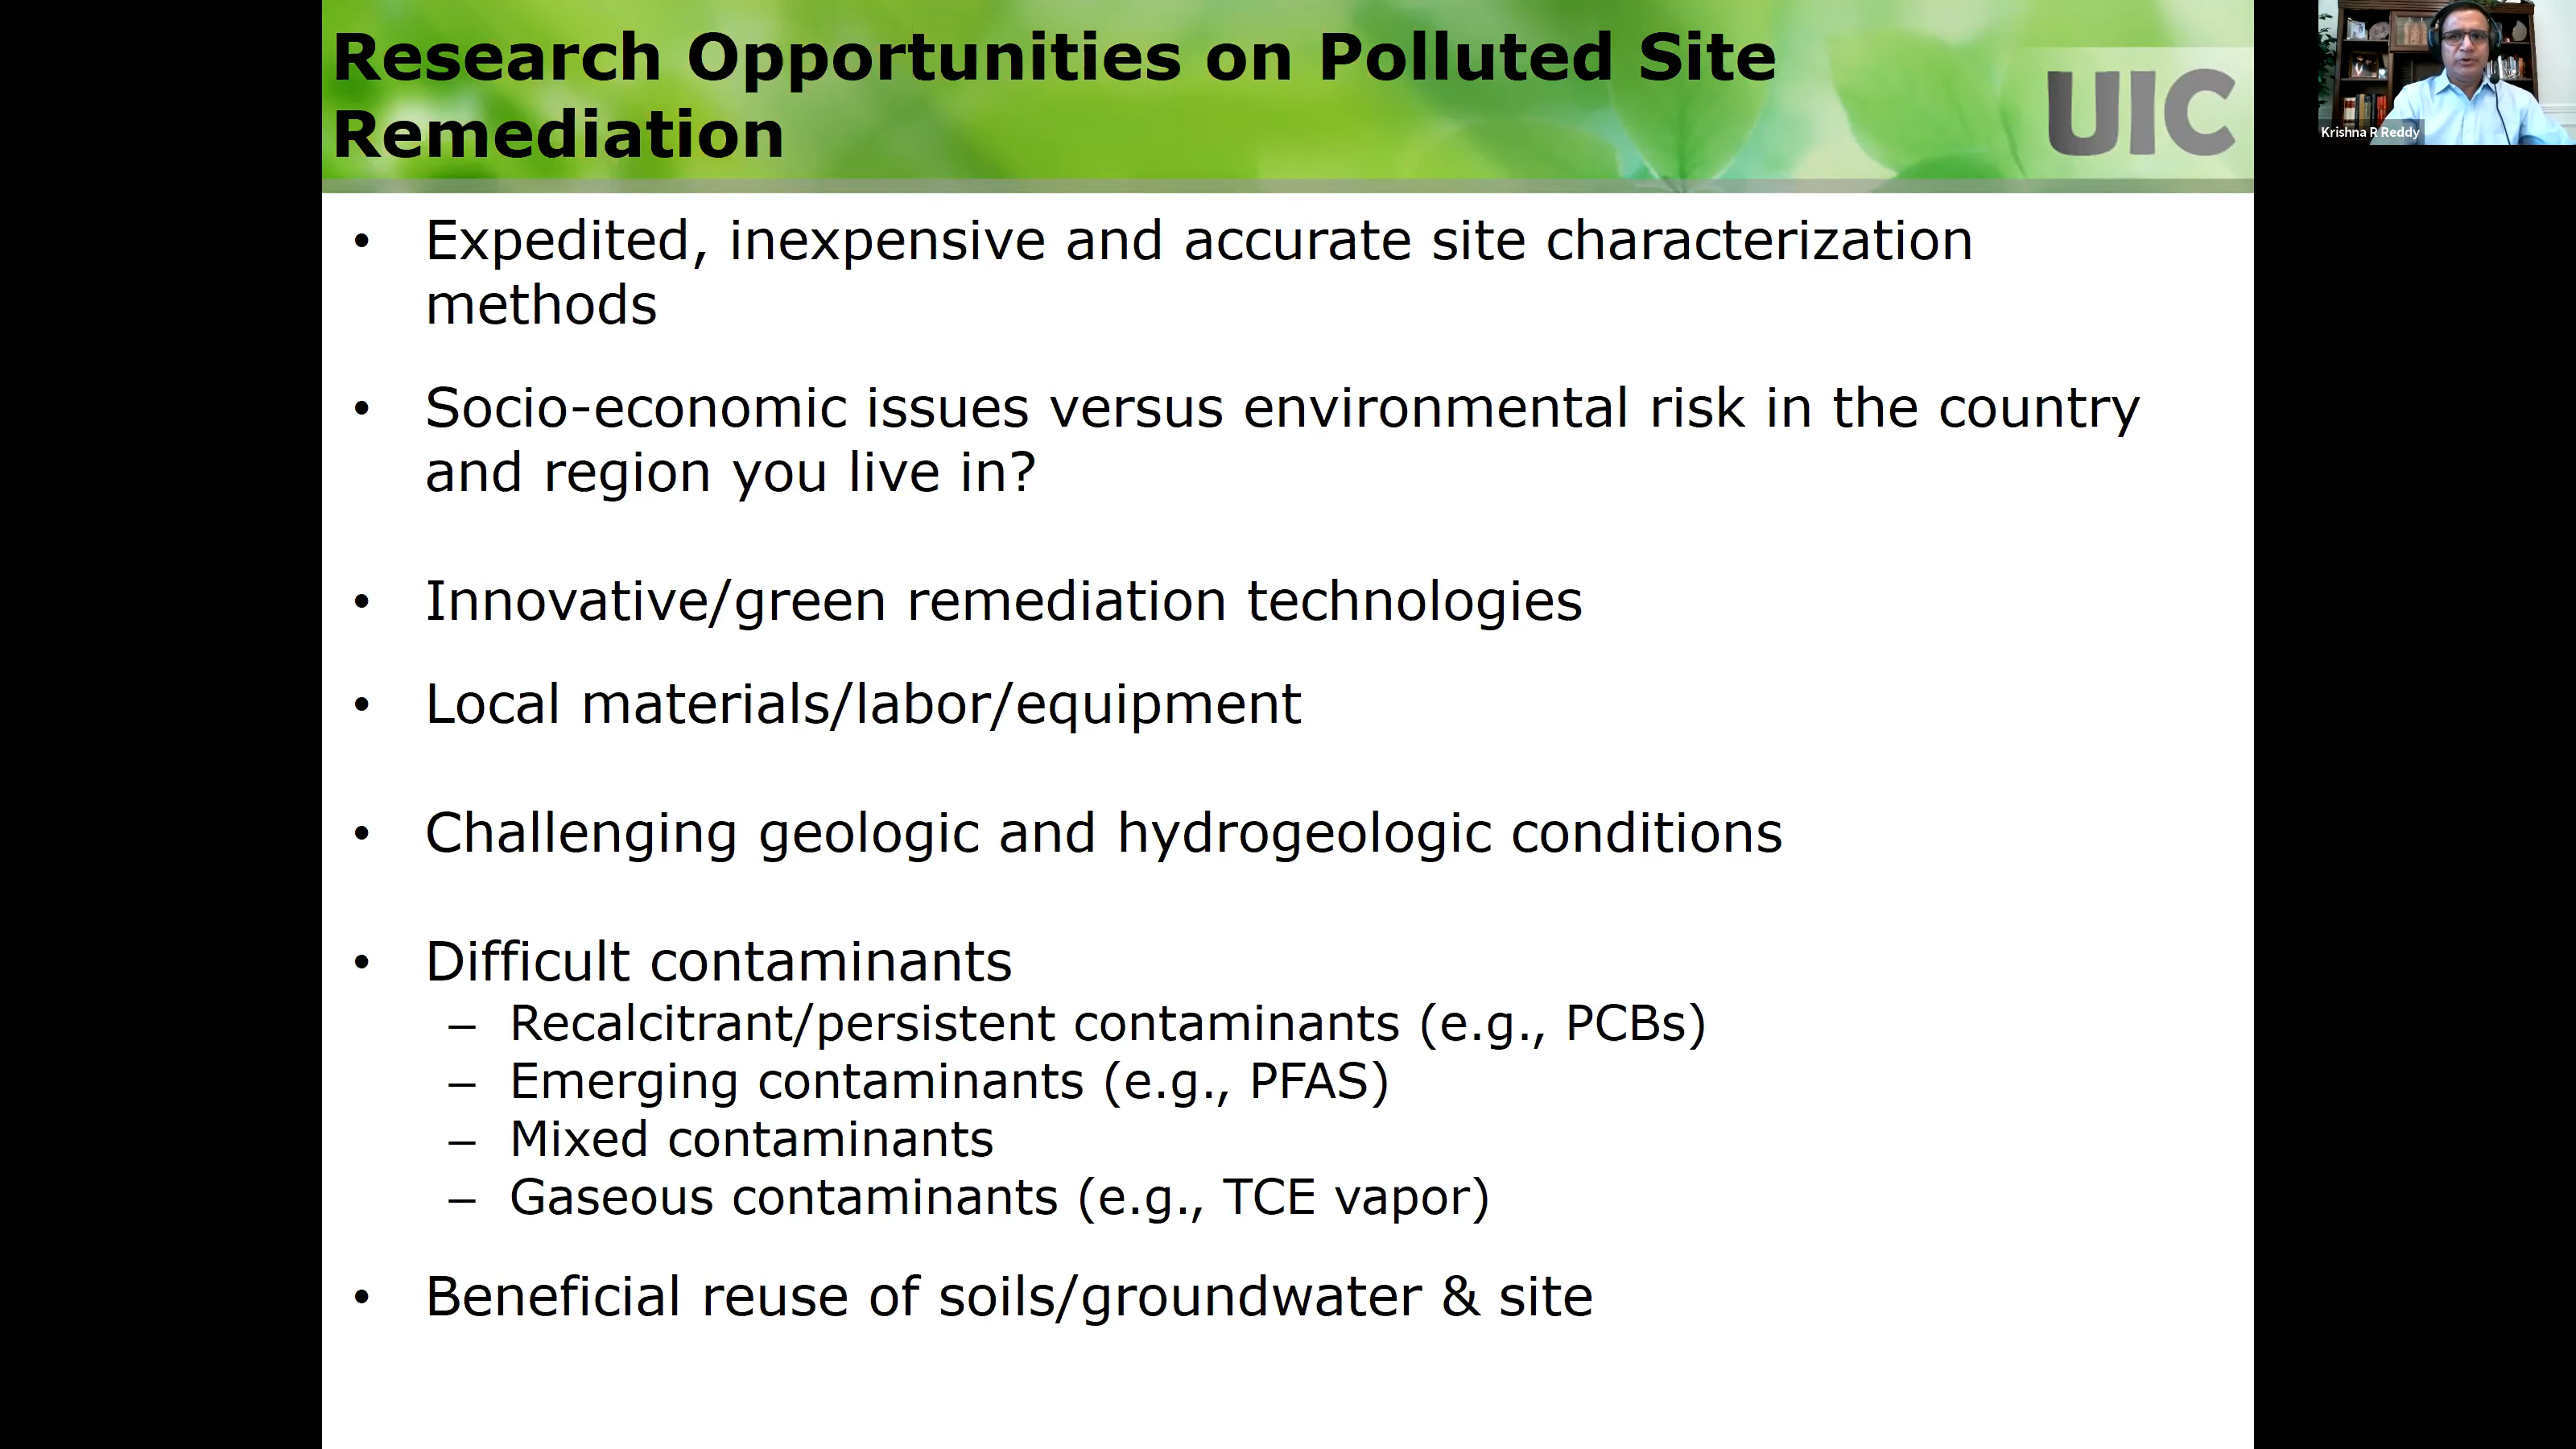 Research Opportunities on Polluted Site
Remediation
UIC
Krishna R Reddy
• Expedited, inexpensive and accurate site characterization
methods
• Socio-economic issues versus environmental risk in the country
and region you live in?
• Innovative/green remediation technologies
• Local materials/labor/equipment
• Challenging geologic and hydrogeologic conditions
• Difficult contaminants
– Recalcitrant/persistent contaminants (e.g., PCBs)
– Emerging contaminants (e.g., PFAS)
– Mixed contaminants
– Gaseous contaminants (e.g., TCE vapor)
• Beneficial reuse of soils/groundwater & site